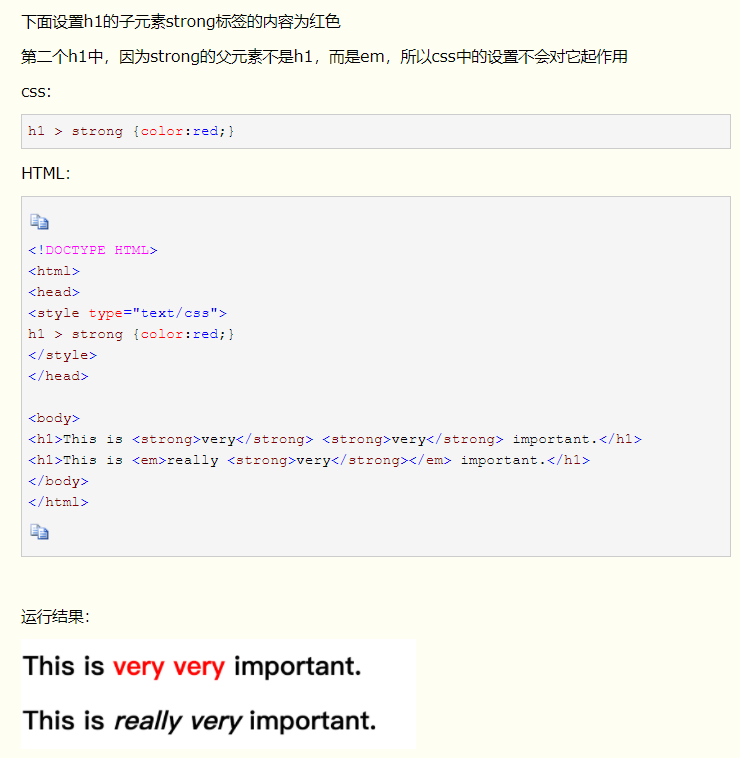 下面设置h1的子元素strong标签的内容为红色
第二个h1中，因为strong的父元素不是h1，而是em，所以css中的设置不会对它起作用
css：
h1 > strong {color:red;}
HTML：
<!DOCTYPE HTML>
<html>
<head>
<style type="text/css">
h1 > strong {color:red;}
</style>
</head>
<body>
<h1>This is <strong>very</strong> <strong>very</strong> important.</h1>
<h1>This is <em>really <strong>very</strong></em> important.</h1>
</body>
</html>
运行结果：
This is very very important.
This is really very important.